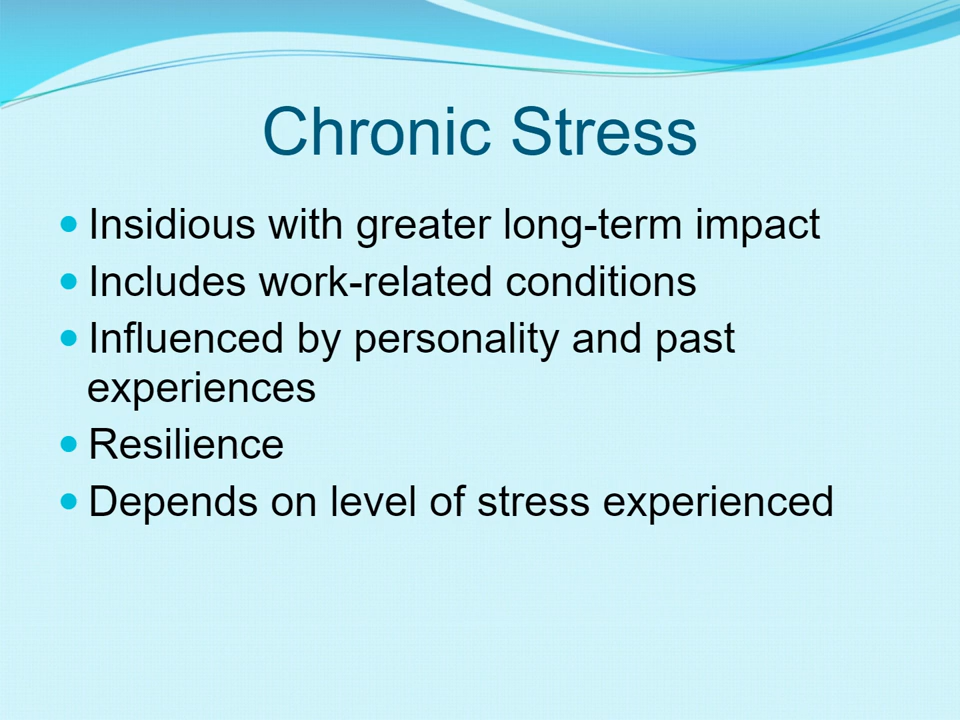 Chronic Stress
Insidious with greater long-term impact
Includes work-related conditions
Influenced by personality and past
experiences
Resilience
Depends on level of stress experienced